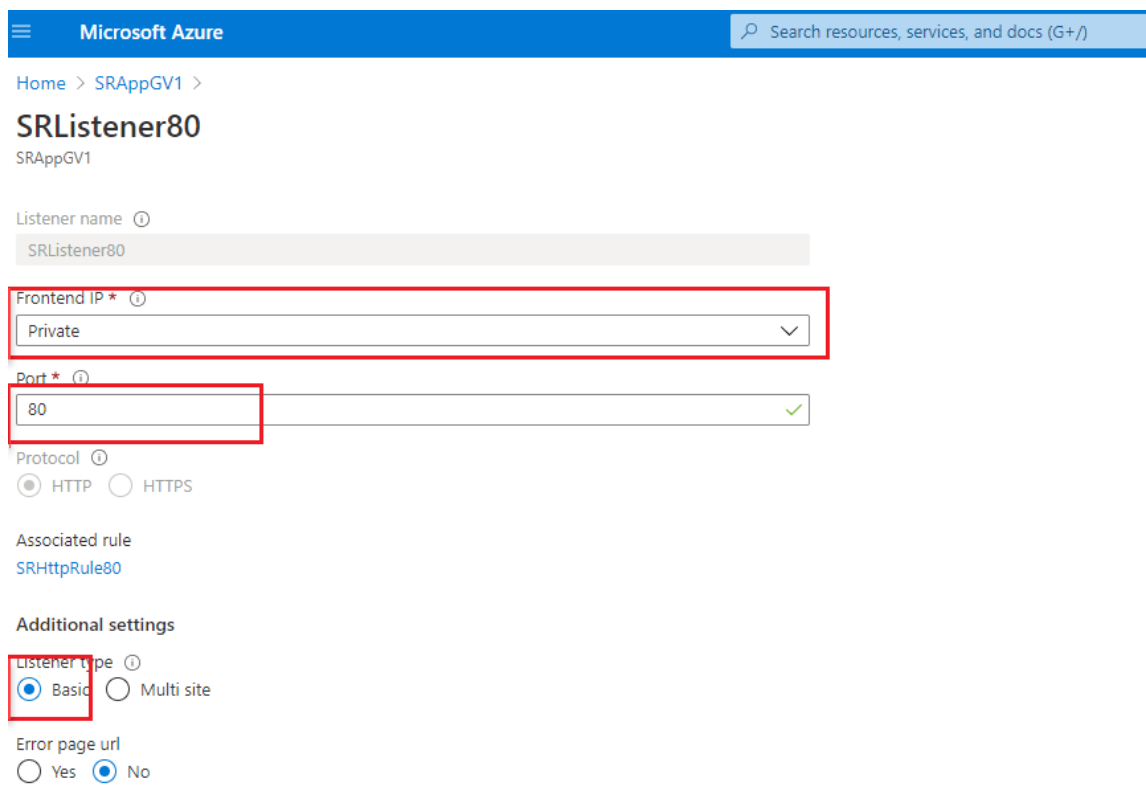 Microsoft Azure
Search resources, services, and docs (G+/)
Home > SRAppGV1 >
SRListener80
SRAppGV1
Listener name
SRListener80
Frontend IP *
Private
Port *
80
Protocol
HTTP HTTPS
Associated rule
SRHttpRule80
Additional settings
Listener type
Basic Multi site
Error page url
Yes No